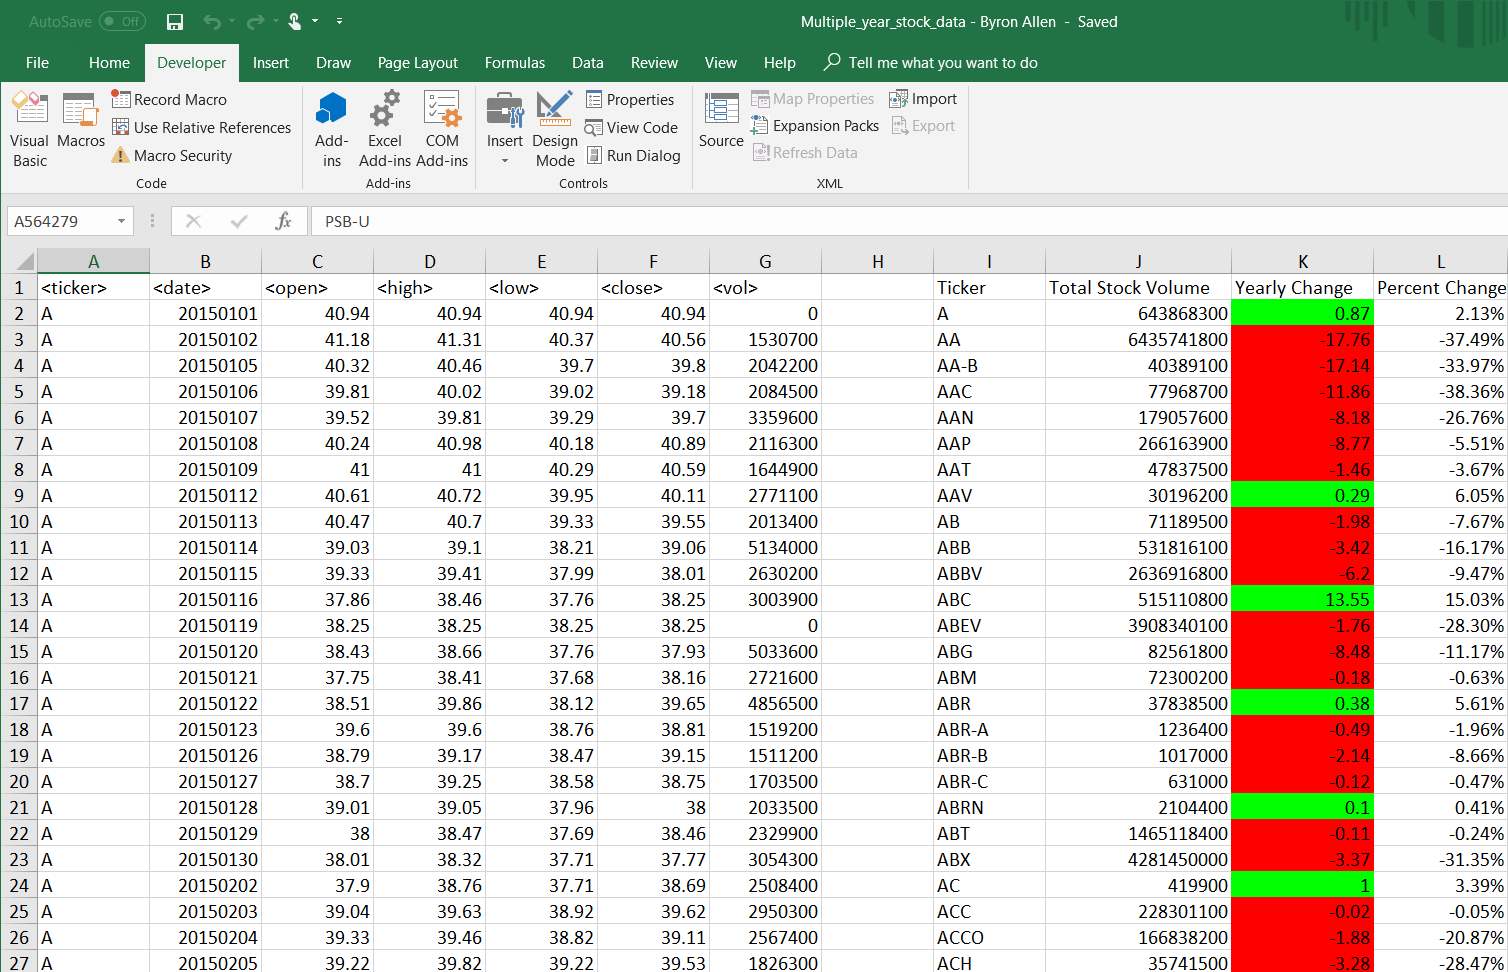 AutoSave Off Multiple_year_stock_data - Byron Allen - Saved
File Home Developer Insert Draw Page Layout Formulas Data Review View Help Tell me what you want to do
Visual Basic
Macros
Record Macro
Use Relative References
Macro Security
Code
Add-ins
Excel Add-ins
COM Add-ins
Add-ins
Insert
Design Mode
Properties
View Code
Run Dialog
Controls
Source
Map Properties
Expansion Packs
Refresh Data
Import
Export
XML
A564279 fx PSB-U
A B C D E F G H I J K L
1 <ticker> <date> <open> <high> <low> <close> <vol> Ticker Total Stock Volume Yearly Change Percent Change
2 A 20150101 40.94 40.94 40.94 40.94 0 A 643868300 0.87 2.13%
3 A 20150102 41.18 41.31 40.37 40.56 1530700 AA 6435741800 -17.76 -37.49%
4 A 20150105 40.32 40.46 39.7 39.8 2042200 AA-B 40389100 -17.14 -33.97%
5 A 20150106 39.81 40.02 39.02 39.18 2084500 AAC 77968700 -11.86 -38.36%
6 A 20150107 39.52 39.81 39.29 39.7 3359600 AAN 179057600 -8.18 -26.76%
7 A 20150108 40.24 40.98 40.18 40.89 2116300 AAP 266163900 -8.77 -5.51%
8 A 20150109 41 41 40.29 40.59 1644900 AAT 47837500 -1.46 -3.67%
9 A 20150112 40.61 40.72 39.95 40.11 2771100 AAV 30196200 0.29 6.05%
10 A 20150113 40.47 40.7 39.33 39.55 2013400 AB 71189500 -1.98 -7.67%
11 A 20150114 39.03 39.1 38.21 39.06 5134000 ABB 531816100 -3.42 -16.17%
12 A 20150115 39.33 39.41 37.99 38.01 2630200 ABBV 2636916800 -6.2 -9.47%
13 A 20150116 37.86 38.46 37.76 38.25 3003900 ABC 515110800 13.55 15.03%
14 A 20150119 38.25 38.25 38.25 38.25 0 ABEV 3908340100 -1.76 -28.30%
15 A 20150120 38.43 38.66 37.76 37.93 5033600 ABG 82561800 -8.48 -11.17%
16 A 20150121 37.75 38.41 37.68 38.16 2721600 ABM 72300200 -0.18 -0.63%
17 A 20150122 38.51 39.86 38.12 39.65 4856500 ABR 37838500 0.38 5.61%
18 A 20150123 39.6 39.6 38.76 38.81 1519200 ABR-A 1236400 -0.49 -1.96%
19 A 20150126 38.79 39.17 38.47 39.15 1511200 ABR-B 1017000 -2.14 -8.66%
20 A 20150127 38.7 39.25 38.58 38.75 1703500 ABR-C 631000 -0.12 -0.47%
21 A 20150128 39.01 39.05 37.96 38 2033500 ABRN 2104400 0.1 0.41%
22 A 20150129 38 38.47 37.69 38.46 2329900 ABT 1465118400 -0.11 -0.24%
23 A 20150130 38.01 38.32 37.71 37.77 3054300 ABX 4281450000 -3.37 -31.35%
24 A 20150202 37.9 38.76 37.71 38.69 2508400 AC 419900 1 3.39%
25 A 20150203 39.04 39.63 38.92 39.62 2950300 ACC 228301100 -0.02 -0.05%
26 A 20150204 39.33 39.46 38.82 39.11 2567400 ACCO 166838200 -1.88 -20.87%
27 A 20150205 39.22 39.82 39.22 39.53 1826300 ACH 35741500 -3.28 -28.47%